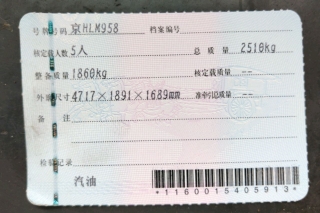 号牌号码 京HLM958 档案编号
核定载人数 5人 总质量 2510kg
整备质量 1860kg 核定载质量 --
外廓尺寸 4717×1891×1689mm 准牵引总质量 --
备注
检验记录
汽油
*1160015405913*